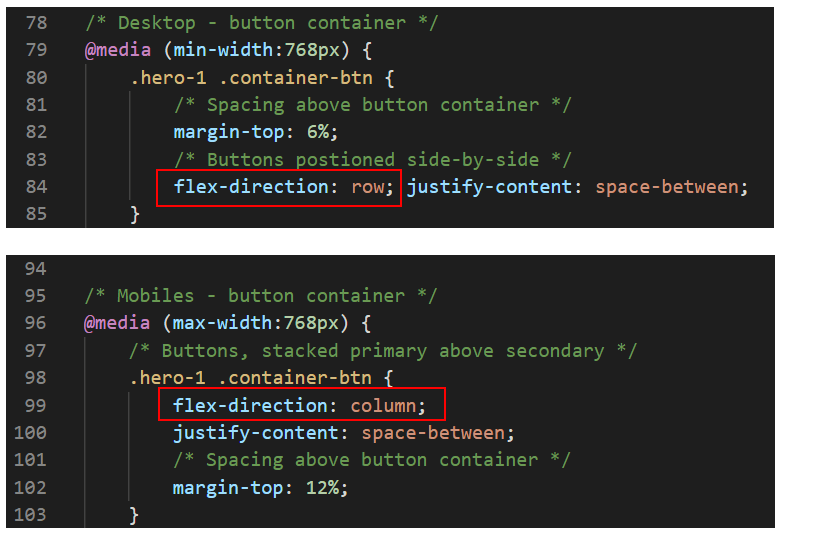 78 /* Desktop - button container */
79 @media (min-width:768px) {
80 .hero-1 .container-btn {
81 /* Spacing above button container */
82 margin-top: 6%;
83 /* Buttons postioned side-by-side */
84 flex-direction: row; justify-content: space-between;
85 }
94
95 /* Mobiles - button container */
96 @media (max-width:768px) {
97 /* Buttons, stacked primary above secondary */
98 .hero-1 .container-btn {
99 flex-direction: column;
100 justify-content: space-between;
101 /* Spacing above button container */
102 margin-top: 12%;
103 }